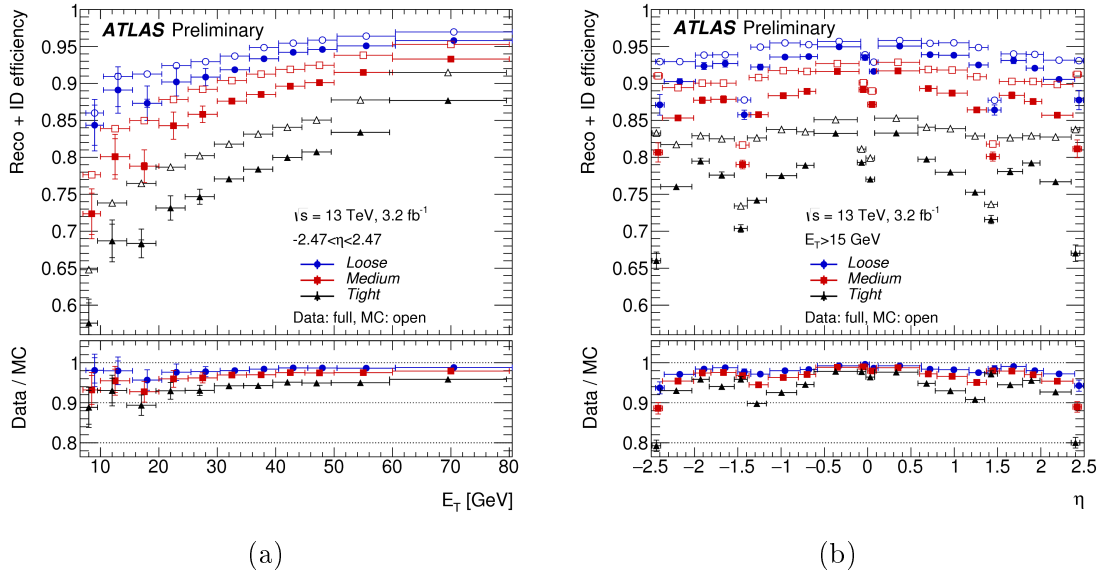 ATLAS Preliminary
Reco + ID efficiency
0.95
0.9
0.85
0.8
0.75
0.7
0.65
0.6
√s = 13 TeV, 3.2 fb⁻¹
-2.47<η<2.47
Loose
Medium
Tight
Data: full, MC: open
Data / MC
1
0.9
0.8
10 20 30 40 50 60 70 80
E_T [GeV]
(a)
ATLAS Preliminary
Reco + ID efficiency
0.95
0.9
0.85
0.8
0.75
0.7
0.65
0.6
√s = 13 TeV, 3.2 fb⁻¹
E_T>15 GeV
Loose
Medium
Tight
Data: full, MC: open
Data / MC
1
0.9
0.8
−2.5 −2 −1.5 −1 −0.5 0 0.5 1 1.5 2 2.5
η
(b)